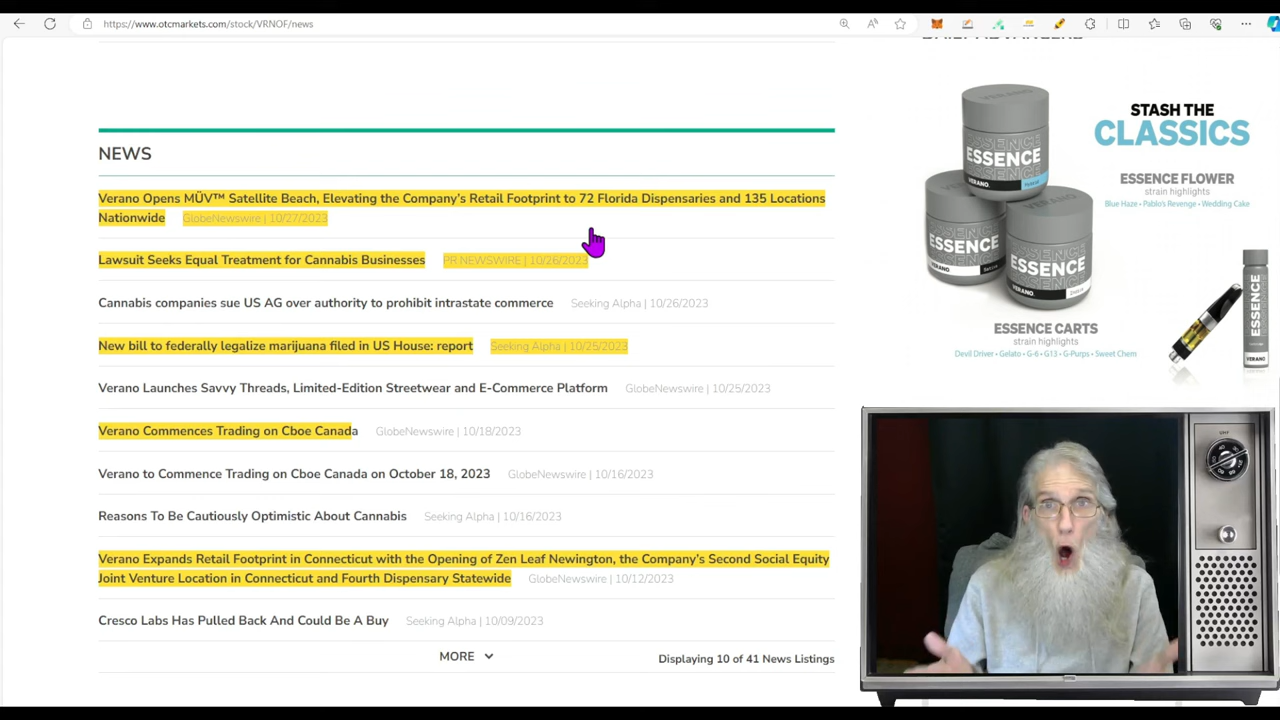 https://www.otcmarkets.com/stock/VRNOF/news
NEWS
Verano Opens MÜV™ Satellite Beach, Elevating the Company's Retail Footprint to 72 Florida Dispensaries and 135 Locations
Nationwide GlobeNewswire | 10/27/2023
Lawsuit Seeks Equal Treatment for Cannabis Businesses PR NEWSWIRE | 10/26/2023
Cannabis companies sue US AG over authority to prohibit intrastate commerce Seeking Alpha | 10/26/2023
New bill to federally legalize marijuana filed in US House: report Seeking Alpha | 10/25/2023
Verano Launches Savvy Threads, Limited-Edition Streetwear and E-Commerce Platform GlobeNewswire | 10/25/2023
Verano Commences Trading on Cboe Canada GlobeNewswire | 10/18/2023
Verano to Commence Trading on Cboe Canada on October 18, 2023 GlobeNewswire | 10/16/2023
Reasons To Be Cautiously Optimistic About Cannabis Seeking Alpha | 10/16/2023
Verano Expands Retail Footprint in Connecticut with the Opening of Zen Leaf Newington, the Company's Second Social Equity
Joint Venture Location in Connecticut and Fourth Dispensary Statewide GlobeNewswire | 10/12/2023
Cresco Labs Has Pulled Back And Could Be A Buy Seeking Alpha | 10/09/2023
MORE
Displaying 10 of 41 News Listings
STASH THE
CLASSICS
ESSENCE FLOWER
strain highlights
Blue Haze • Pablo's Revenge • Wedding Cake
ESSENCE
VERANO.
ESSENCE
VERANO.
ESSENCE
VERANO.
ESSENCE
VERANO
ESSENCE CARTS
strain highlights
Devil Driver • Gelato • G-6 • G13 • G-Purps • Sweet Chem